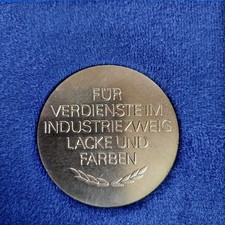 FÜR
VERDIENSTE IM
INDUSTRIEZWEIG
LACKE UND
FARBEN